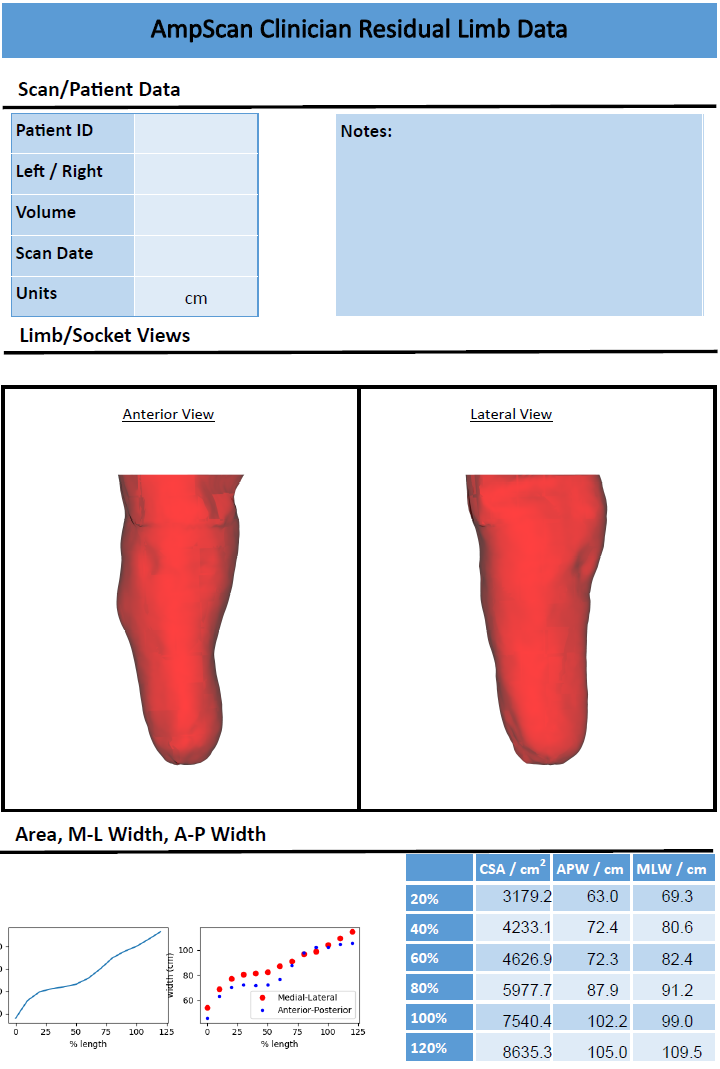 AmpScan Clinician Residual Limb Data
Scan/Patient Data
Patient ID
Left / Right
Volume
Scan Date
Units cm
Notes:
Limb/Socket Views
Anterior View
Lateral View
Area, M-L Width, A-P Width
0
0
0
0
0 25 50 75 100 125
% length
width (cm)
100
80
60
Medial-Lateral
Anterior-Posterior
0 25 50 75 100 125
% length
CSA / cm² APW / cm MLW / cm
20% 3179.2 63.0 69.3
40% 4233.1 72.4 80.6
60% 4626.9 72.3 82.4
80% 5977.7 87.9 91.2
100% 7540.4 102.2 99.0
120% 8635.3 105.0 109.5